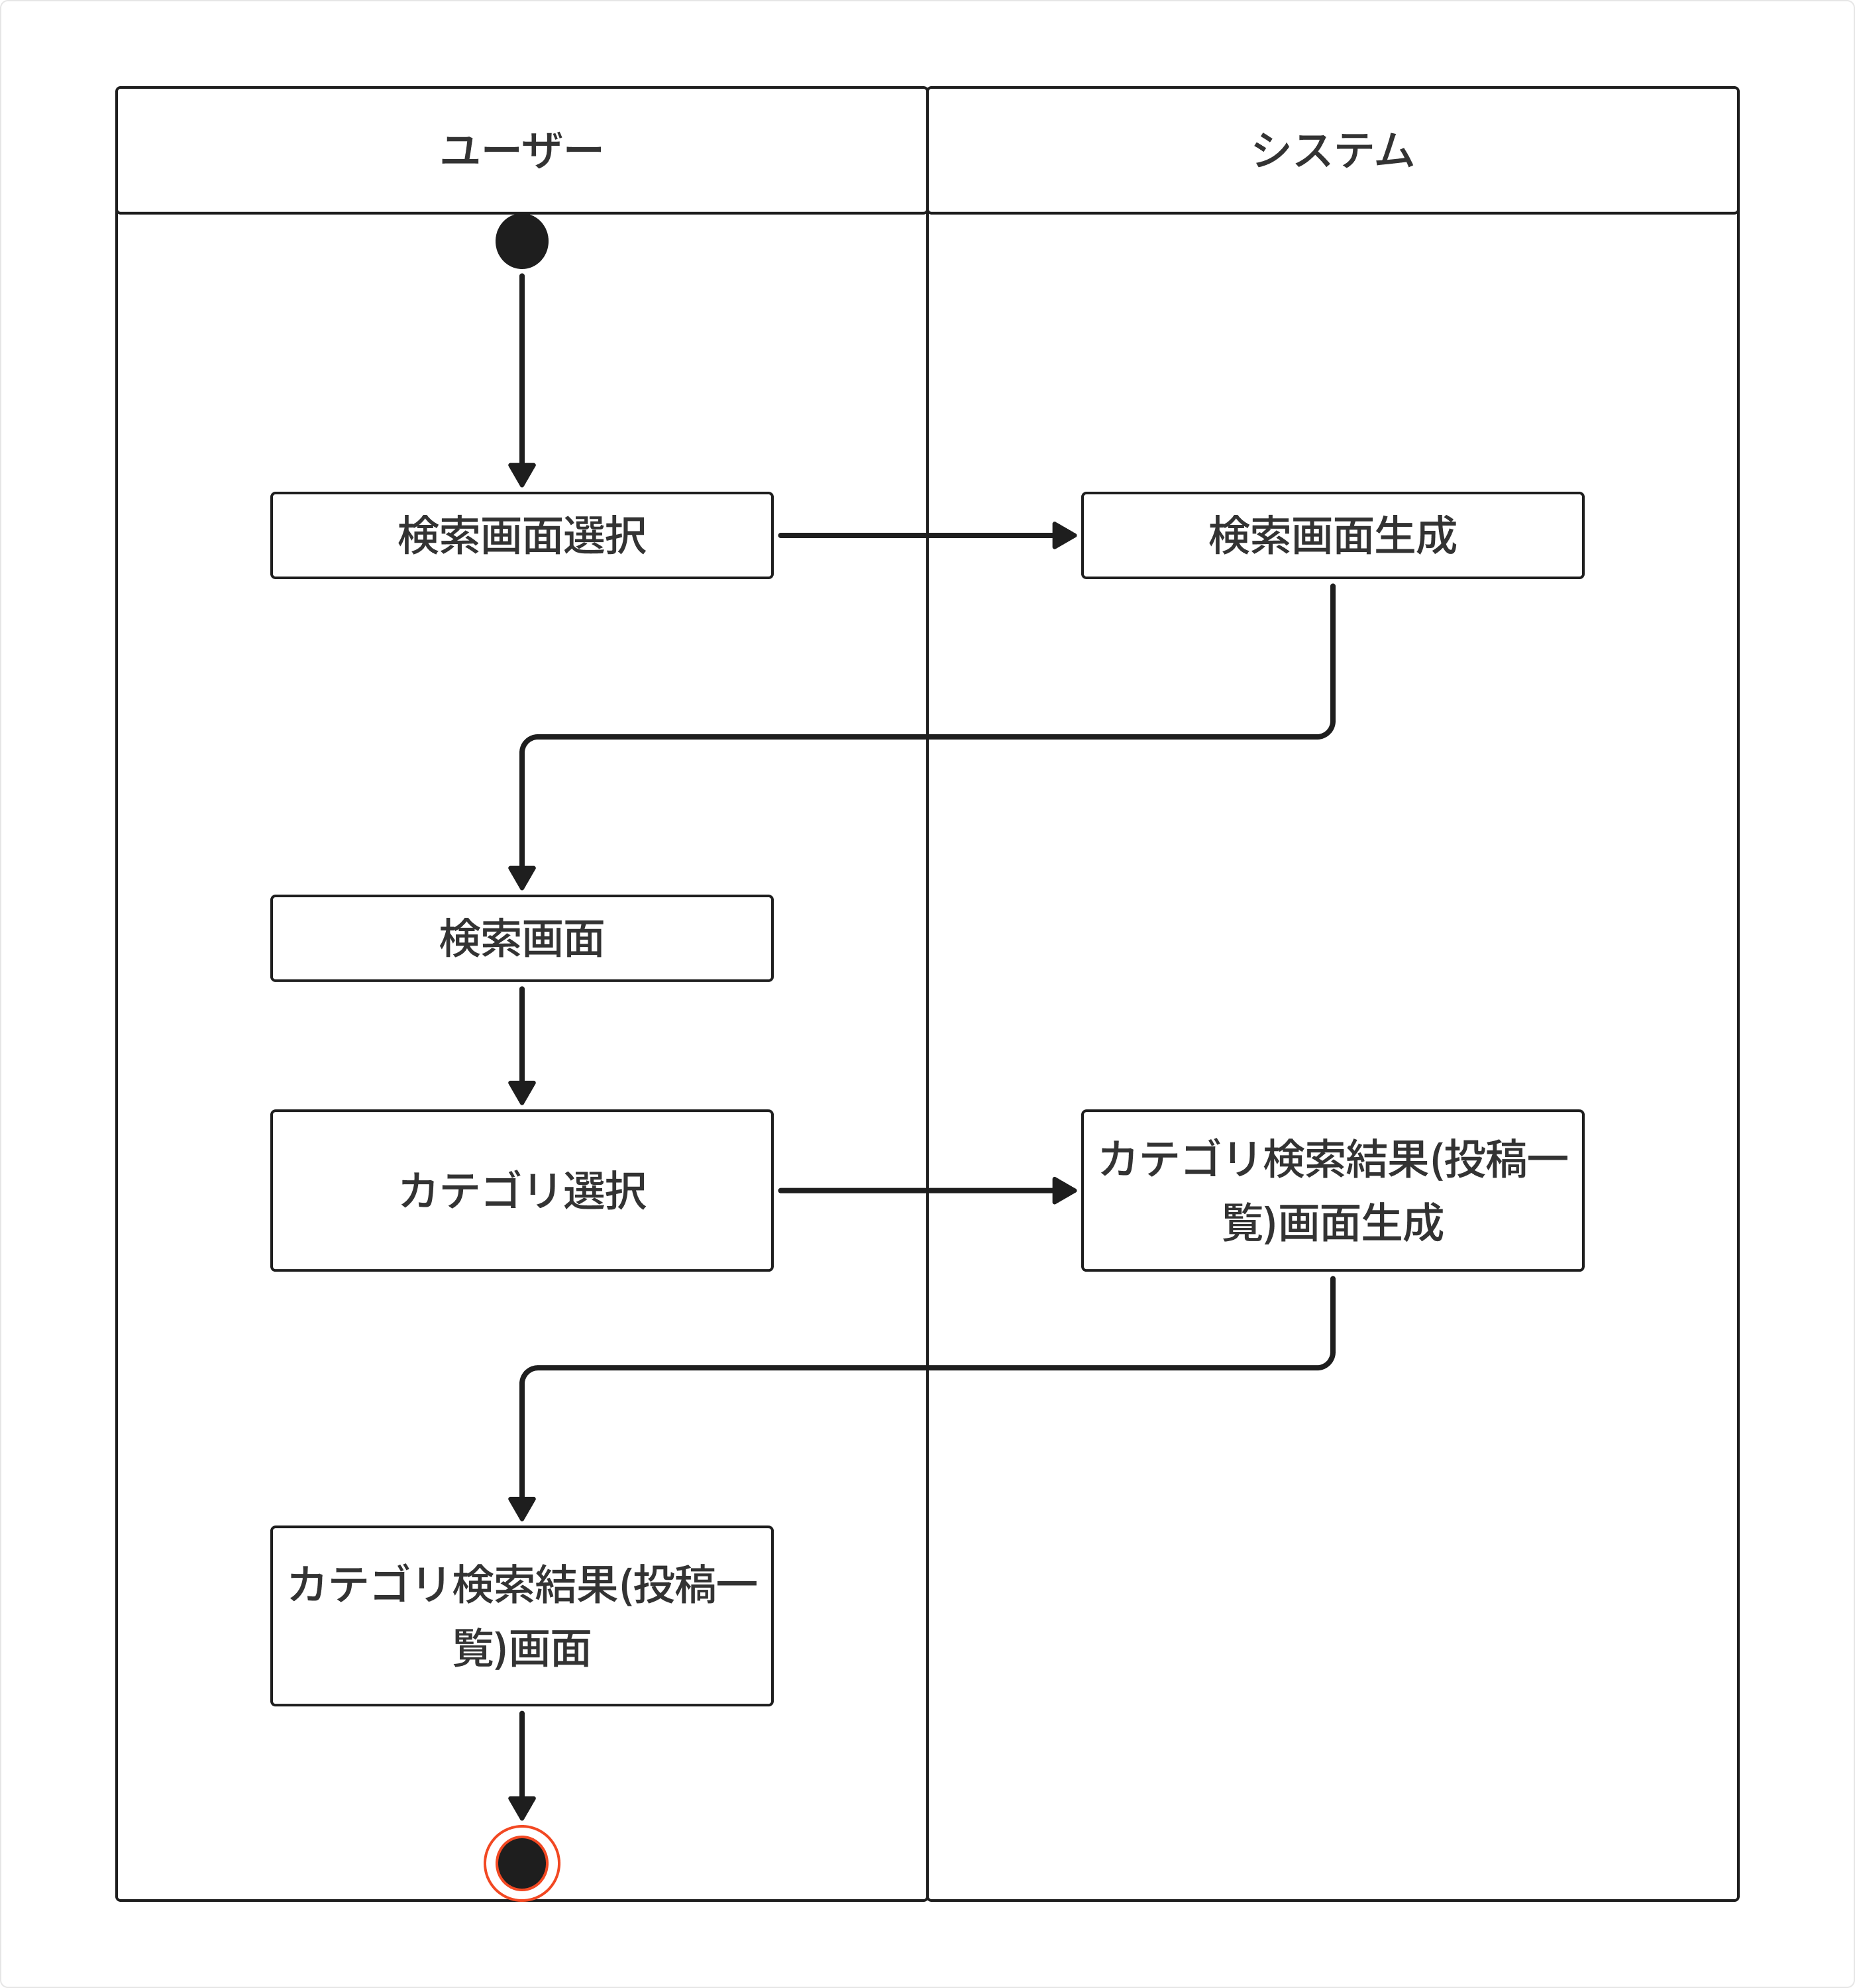 ユーザー
システム
検索画面選択
検索画面生成
検索画面
カテゴリ選択
カテゴリ検索結果(投稿一
覧)画面生成
カテゴリ検索結果(投稿一
覧)画面